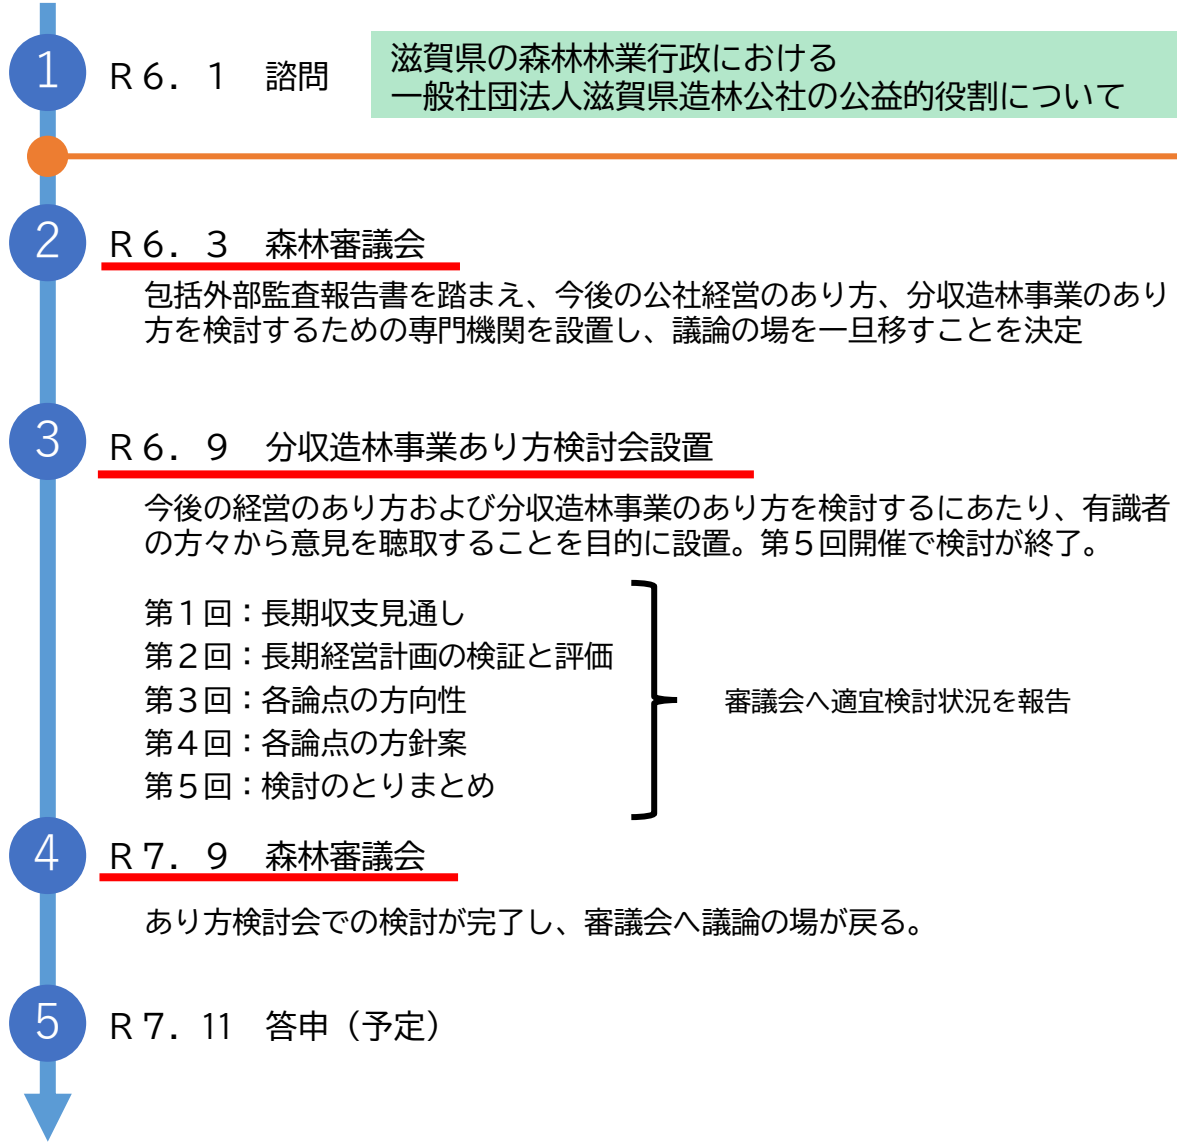 1
R6．1　諮問
滋賀県の森林林業行政における
一般社団法人滋賀県造林公社の公益的役割について
2
R6．3　森林審議会
包括外部監査報告書を踏まえ、今後の公社経営のあり方、分収造林事業のあり
方を検討するための専門機関を設置し、議論の場を一旦移すことを決定
3
R6．9　分収造林事業あり方検討会設置
今後の経営のあり方および分収造林事業のあり方を検討するにあたり、有識者
の方々から意見を聴取することを目的に設置。第５回開催で検討が終了。
第１回：長期収支見通し
第２回：長期経営計画の検証と評価
第３回：各論点の方向性
第４回：各論点の方針案
第５回：検討のとりまとめ
審議会へ適宜検討状況を報告
4
R7．9　森林審議会
あり方検討会での検討が完了し、審議会へ議論の場が戻る。
5
R7．11　答申（予定）